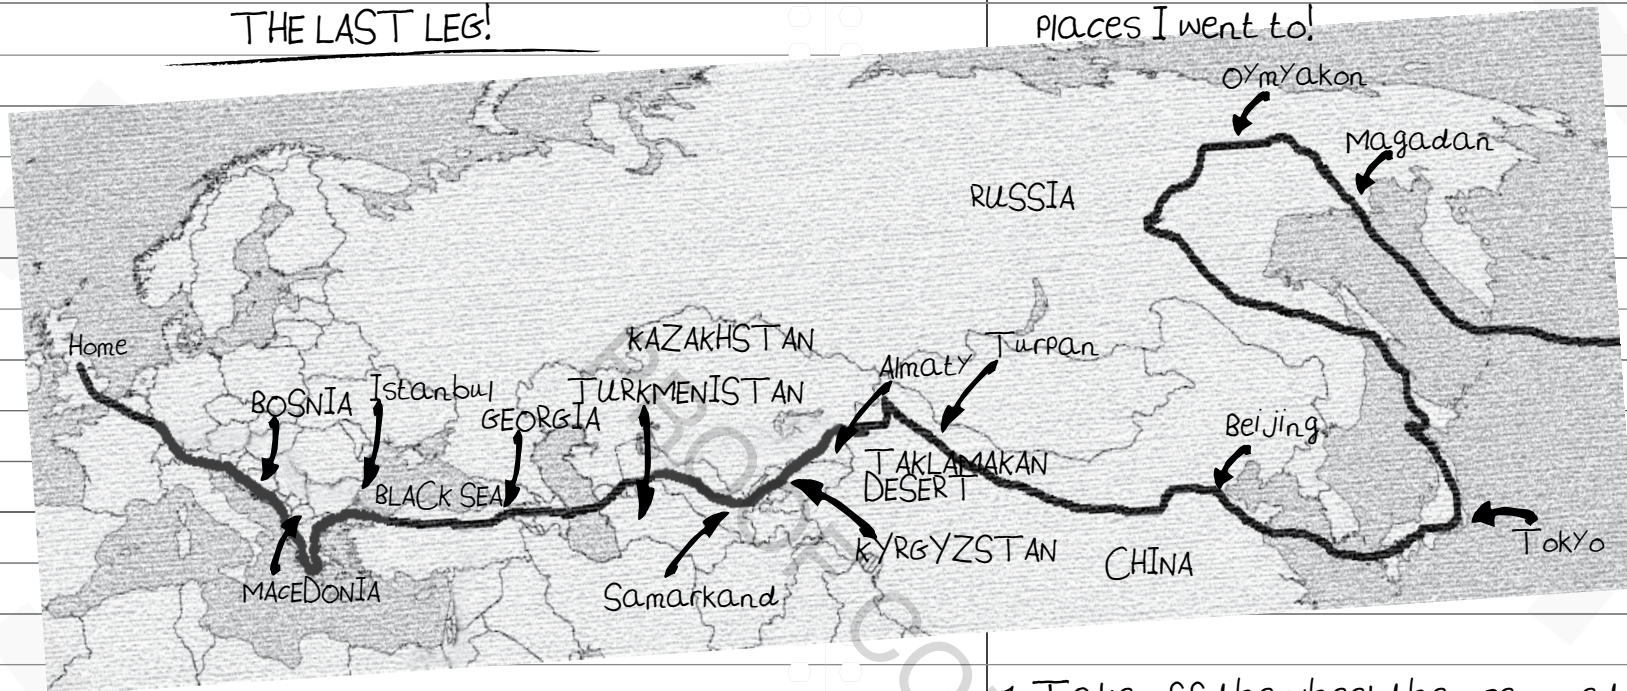 THE LAST LEG!
Places I went to!
Oymyakon
Magadan
RUSSIA
Home
KAZAKHSTAN
Turpan
Almaty
Istanbul
TURKMENISTAN
BOSNIA
GEORGIA
Beijing
TAKLAMAKAN
DESERT
BLACK SEA
Tokyo
KYRGYZSTAN
CHINA
MACEDONIA
Samarkand